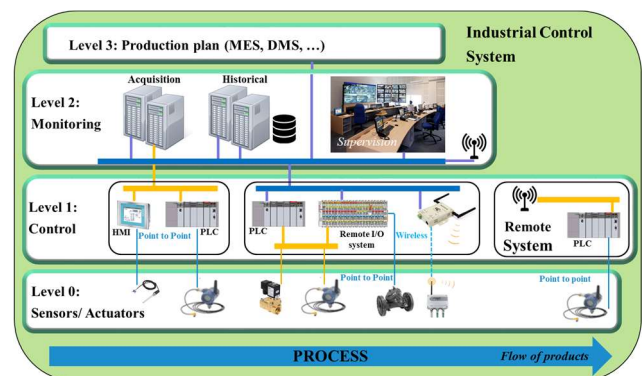 Level 3: Production plan (MES, DMS, …)
Industrial Control
System
Acquisition
Historical
Level 2:
Monitoring
Supervision
Level 1:
Control
HMI
PLC
Point to Point
PLC
Remote I/O
system
Wireless
Remote
System
PLC
Level 0:
Sensors/ Actuators
Point to Point
Point to point
PROCESS
Flow of products